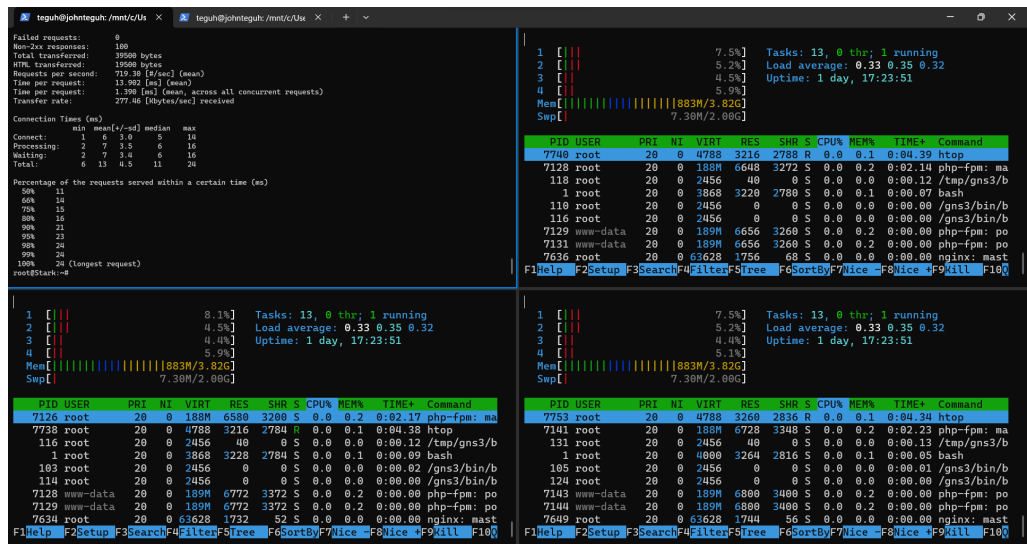 teguh@johnteguh: /mnt/c/Us
teguh@johnteguh: /mnt/c/Use
Failed requests: 0
Non-2xx responses: 100
Total transferred: 39500 bytes
HTML transferred: 19500 bytes
Requests per second: 719.30 [#/sec] (mean)
Time per request: 13.902 [ms] (mean)
Time per request: 1.390 [ms] (mean, across all concurrent requests)
Transfer rate: 277.46 [Kbytes/sec] received
Connection Times (ms)
min mean[+/-sd] median max
Connect: 1 6 3.0 5 14
Processing: 2 7 3.5 6 16
Waiting: 2 7 3.4 6 16
Total: 6 13 4.5 11 24
Percentage of the requests served within a certain time (ms)
50% 11
66% 14
75% 15
80% 16
90% 21
95% 23
98% 24
99% 24
100% 24 (longest request)
root@Stark:~#
1 [||| 7.5%] Tasks: 13, 0 thr; 1 running
2 [||| 5.2%] Load average: 0.33 0.35 0.32
3 [|| 4.5%] Uptime: 1 day, 17:23:51
4 [|| 5.9%]
Mem[||||||||||||||||883M/3.82G]
Swp[| 7.30M/2.00G]
PID USER PRI NI VIRT RES SHR S CPU% MEM% TIME+ Command
7740 root 20 0 4788 3216 2788 R 0.0 0.1 0:04.39 htop
7128 root 20 0 188M 6648 3272 S 0.0 0.2 0:02.14 php-fpm: ma
118 root 20 0 2456 40 0 S 0.0 0.0 0:00.12 /tmp/gns3/b
1 root 20 0 3868 3220 2780 S 0.0 0.1 0:00.07 bash
110 root 20 0 2456 0 0 S 0.0 0.0 0:00.00 /gns3/bin/b
116 root 20 0 2456 0 0 S 0.0 0.0 0:00.00 /gns3/bin/b
7129 www-data 20 0 189M 6656 3260 S 0.0 0.2 0:00.00 php-fpm: po
7131 www-data 20 0 189M 6656 3260 S 0.0 0.2 0:00.00 php-fpm: po
7636 root 20 0 63628 1756 68 S 0.0 0.0 0:00.00 nginx: mast
F1Help F2Setup F3SearchF4FilterF5Tree F6SortByF7Nice -F8Nice +F9Kill F10Q
1 [||| 8.1%] Tasks: 13, 0 thr; 1 running
2 [||| 4.5%] Load average: 0.33 0.35 0.32
3 [|| 4.4%] Uptime: 1 day, 17:23:51
4 [|| 5.9%]
Mem[||||||||||||||||883M/3.82G]
Swp[| 7.30M/2.00G]
PID USER PRI NI VIRT RES SHR S CPU% MEM% TIME+ Command
7126 root 20 0 188M 6580 3200 S 0.0 0.2 0:02.17 php-fpm: ma
7738 root 20 0 4788 3216 2784 R 0.0 0.1 0:04.38 htop
116 root 20 0 2456 40 0 S 0.0 0.0 0:00.12 /tmp/gns3/b
1 root 20 0 3868 3228 2784 S 0.0 0.1 0:00.09 bash
103 root 20 0 2456 0 0 S 0.0 0.0 0:00.02 /gns3/bin/b
114 root 20 0 2456 0 0 S 0.0 0.0 0:00.00 /gns3/bin/b
7128 www-data 20 0 189M 6772 3372 S 0.0 0.2 0:00.00 php-fpm: po
7129 www-data 20 0 189M 6772 3372 S 0.0 0.2 0:00.00 php-fpm: po
7634 root 20 0 63628 1732 52 S 0.0 0.0 0:00.00 nginx: mast
F1Help F2Setup F3SearchF4FilterF5Tree F6SortByF7Nice -F8Nice +F9Kill F10Q
1 [||| 7.5%] Tasks: 13, 0 thr; 1 running
2 [||| 5.2%] Load average: 0.33 0.35 0.32
3 [|| 4.4%] Uptime: 1 day, 17:23:51
4 [|| 5.1%]
Mem[||||||||||||||||883M/3.82G]
Swp[| 7.30M/2.00G]
PID USER PRI NI VIRT RES SHR S CPU% MEM% TIME+ Command
7753 root 20 0 4788 3260 2836 R 0.0 0.1 0:04.34 htop
7141 root 20 0 188M 6728 3348 S 0.0 0.2 0:02.23 php-fpm: ma
131 root 20 0 2456 40 0 S 0.0 0.0 0:00.13 /tmp/gns3/b
1 root 20 0 4000 3264 2816 S 0.0 0.1 0:00.05 bash
105 root 20 0 2456 0 0 S 0.0 0.0 0:00.01 /gns3/bin/b
124 root 20 0 2456 0 0 S 0.0 0.0 0:00.00 /gns3/bin/b
7143 www-data 20 0 189M 6800 3400 S 0.0 0.2 0:00.00 php-fpm: po
7144 www-data 20 0 189M 6800 3400 S 0.0 0.2 0:00.00 php-fpm: po
7649 root 20 0 63628 1744 56 S 0.0 0.0 0:00.00 nginx: mast
F1Help F2Setup F3SearchF4FilterF5Tree F6SortByF7Nice -F8Nice +F9Kill F10Q